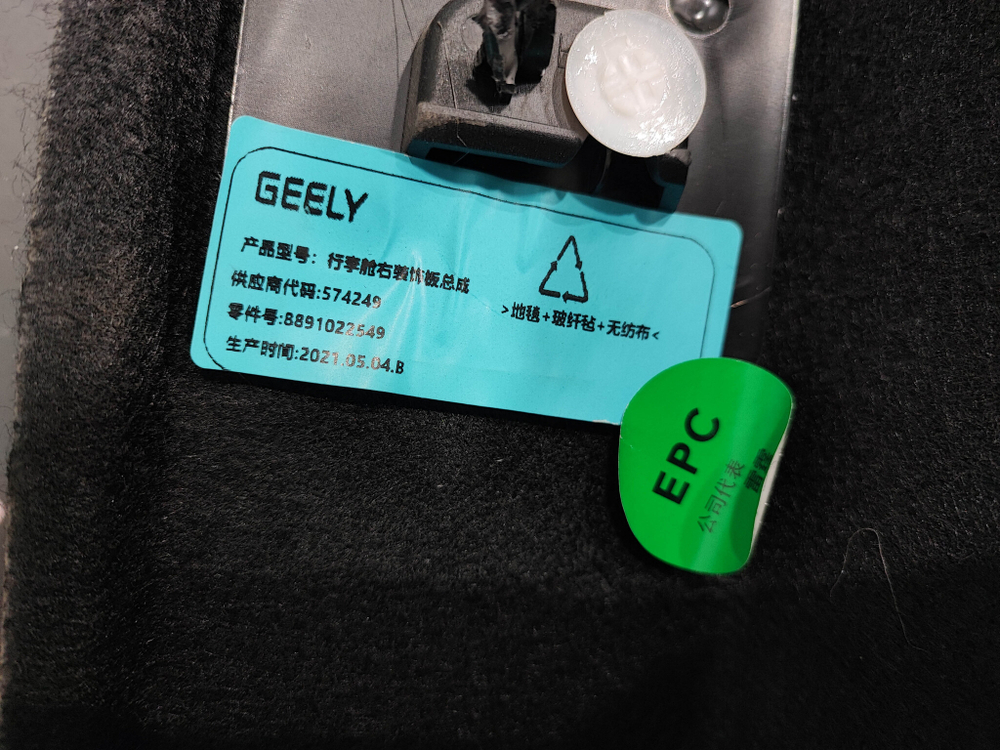 GEELY
产品型号：行李舱右装饰板总成
供应商代码:574249
零件号:8891022549
生产时间:2021.05.04.B
>地毯+玻纤毡+无纺布<
EPC
公司代表